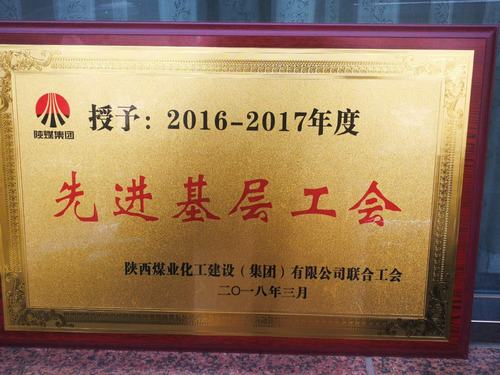 陕煤集团
授予：2016-2017年度
先进基层工会
陕西煤业化工建设（集团）有限公司联合工会
二〇一八年三月